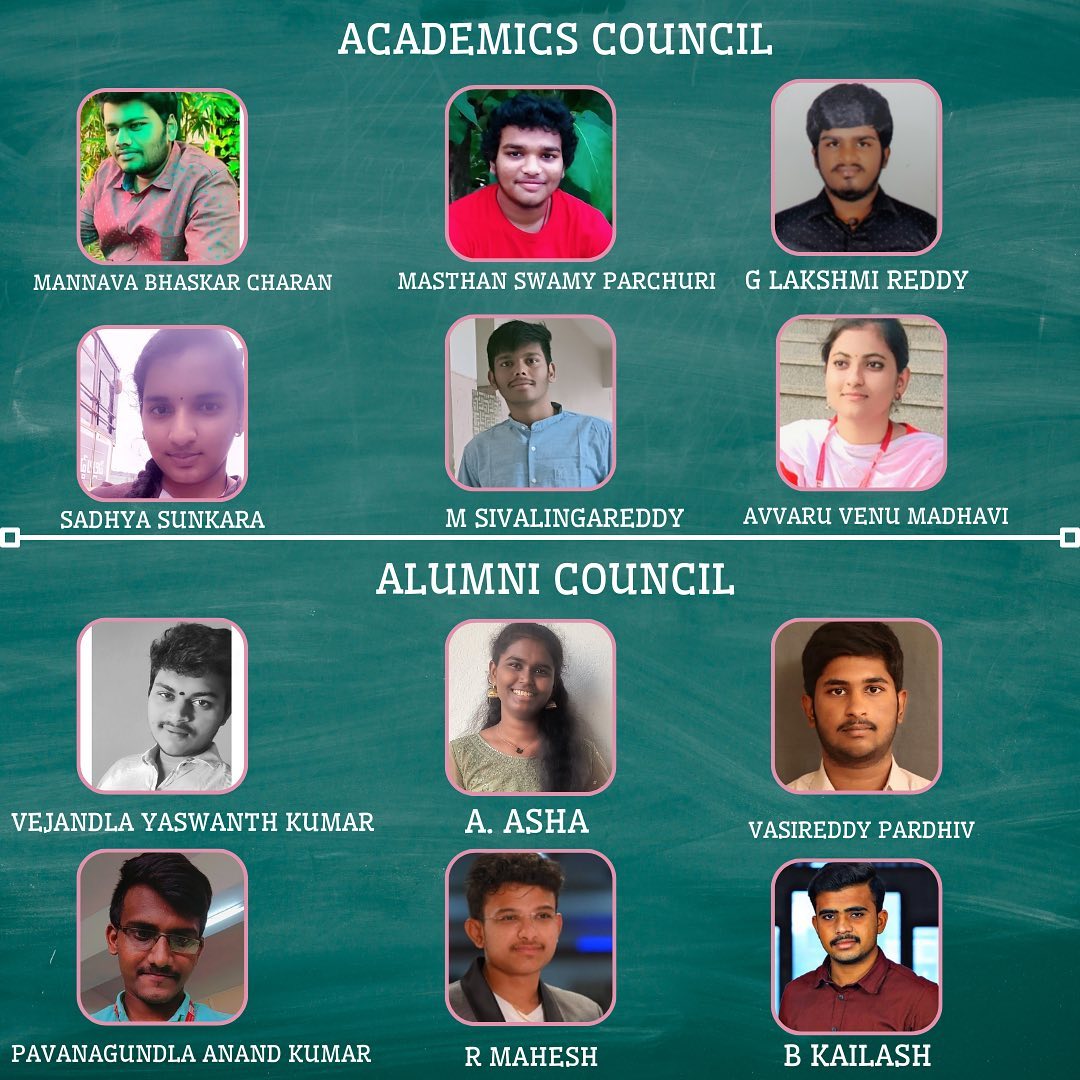 ACADEMICS COUNCIL
MANNAVA BHASKAR CHARAN
MASTHAN SWAMY PARCHURI
G LAKSHMI REDDY
SADHYA SUNKARA
M SIVALINGAREDDY
AVVARU VENU MADHAVI
ALUMNI COUNCIL
VEJANDLA YASWANTH KUMAR
A. ASHA
VASIREDDY PARDHIV
PAVANAGUNDLA ANAND KUMAR
R MAHESH
B KAILASH